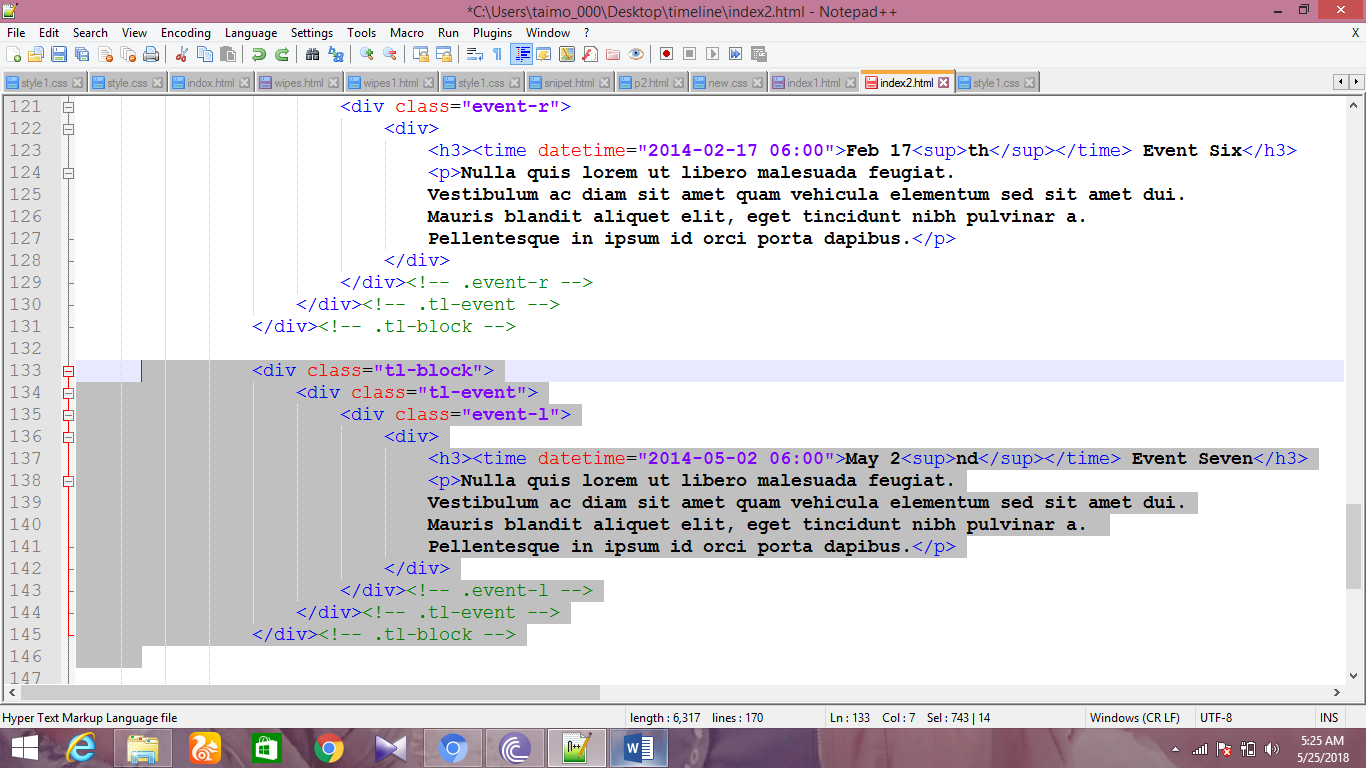 *C:\Users\taimo_000\Desktop\timeline\index2.html - Notepad++
File Edit Search View Encoding Language Settings Tools Macro Run Plugins Window ? X
style1.css style.css indox.html wipes.html wipes1.html style1.css snipet.html p2.html new.css index1.html index2.html style1.css
121 <div class="event-r">
122 <div>
123 <h3><time datetime="2014-02-17 06:00">Feb 17<sup>th</sup></time> Event Six</h3>
124 <p>Nulla quis lorem ut libero malesuada feugiat.
125 Vestibulum ac diam sit amet quam vehicula elementum sed sit amet dui.
126 Mauris blandit aliquet elit, eget tincidunt nibh pulvinar a.
127 Pellentesque in ipsum id orci porta dapibus.</p>
128 </div>
129 </div><!-- .event-r -->
130 </div><!-- .tl-event -->
131 </div><!-- .tl-block -->
132
133 <div class="tl-block">
134 <div class="tl-event">
135 <div class="event-l">
136 <div>
137 <h3><time datetime="2014-05-02 06:00">May 2<sup>nd</sup></time> Event Seven</h3>
138 <p>Nulla quis lorem ut libero malesuada feugiat.
139 Vestibulum ac diam sit amet quam vehicula elementum sed sit amet dui.
140 Mauris blandit aliquet elit, eget tincidunt nibh pulvinar a.
141 Pellentesque in ipsum id orci porta dapibus.</p>
142 </div>
143 </div><!-- .event-l -->
144 </div><!-- .tl-event -->
145 </div><!-- .tl-block -->
146
147
Hyper Text Markup Language file length : 6,317 lines : 170 Ln : 133 Col : 7 Sel : 743 | 14 Windows (CR LF) UTF-8 INS
5:25 AM
5/25/2018